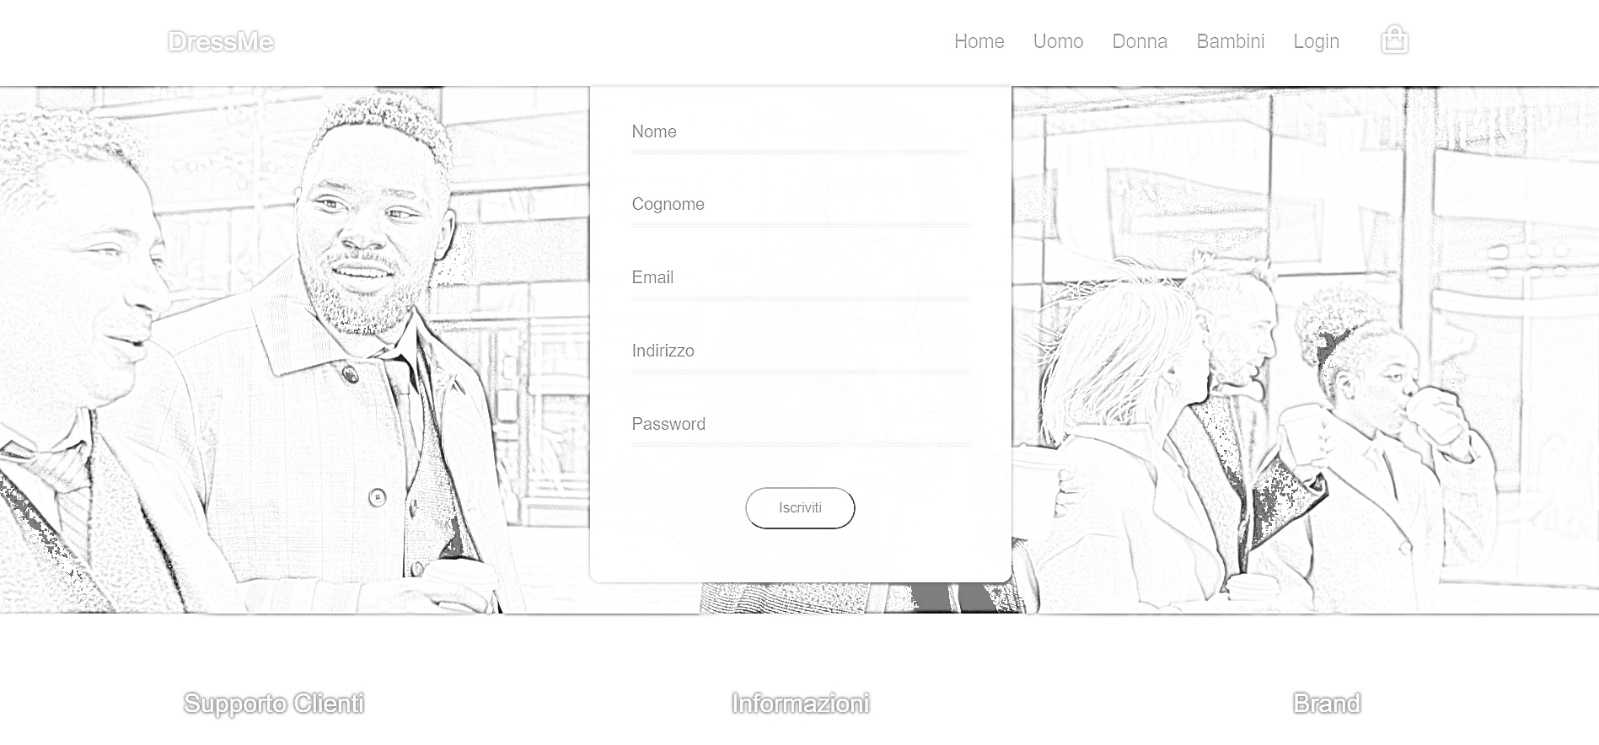 DressMe
Home Uomo Donna Bambini Login
Nome
Cognome
Email
Indirizzo
Password
Iscriviti
Supporto Clienti Informazioni Brand